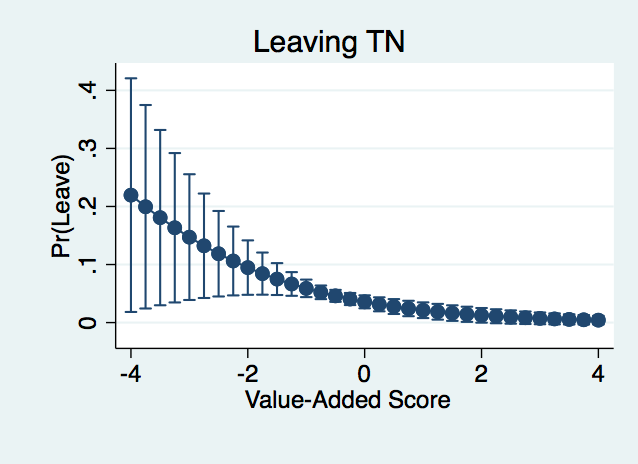 Leaving TN
Pr(Leave)
.4
.3
.2
.1
0
-4 -2 0 2 4
Value-Added Score